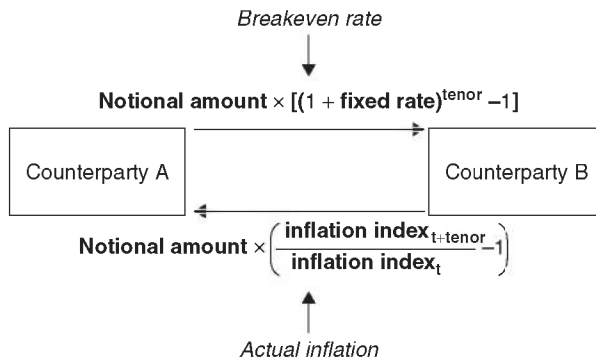 Breakeven rate
Notional amount × [(1 + fixed rate)^tenor –1]
Counterparty A
Counterparty B
Notional amount × (inflation index_t+tenor / inflation index_t –1)
Actual inflation